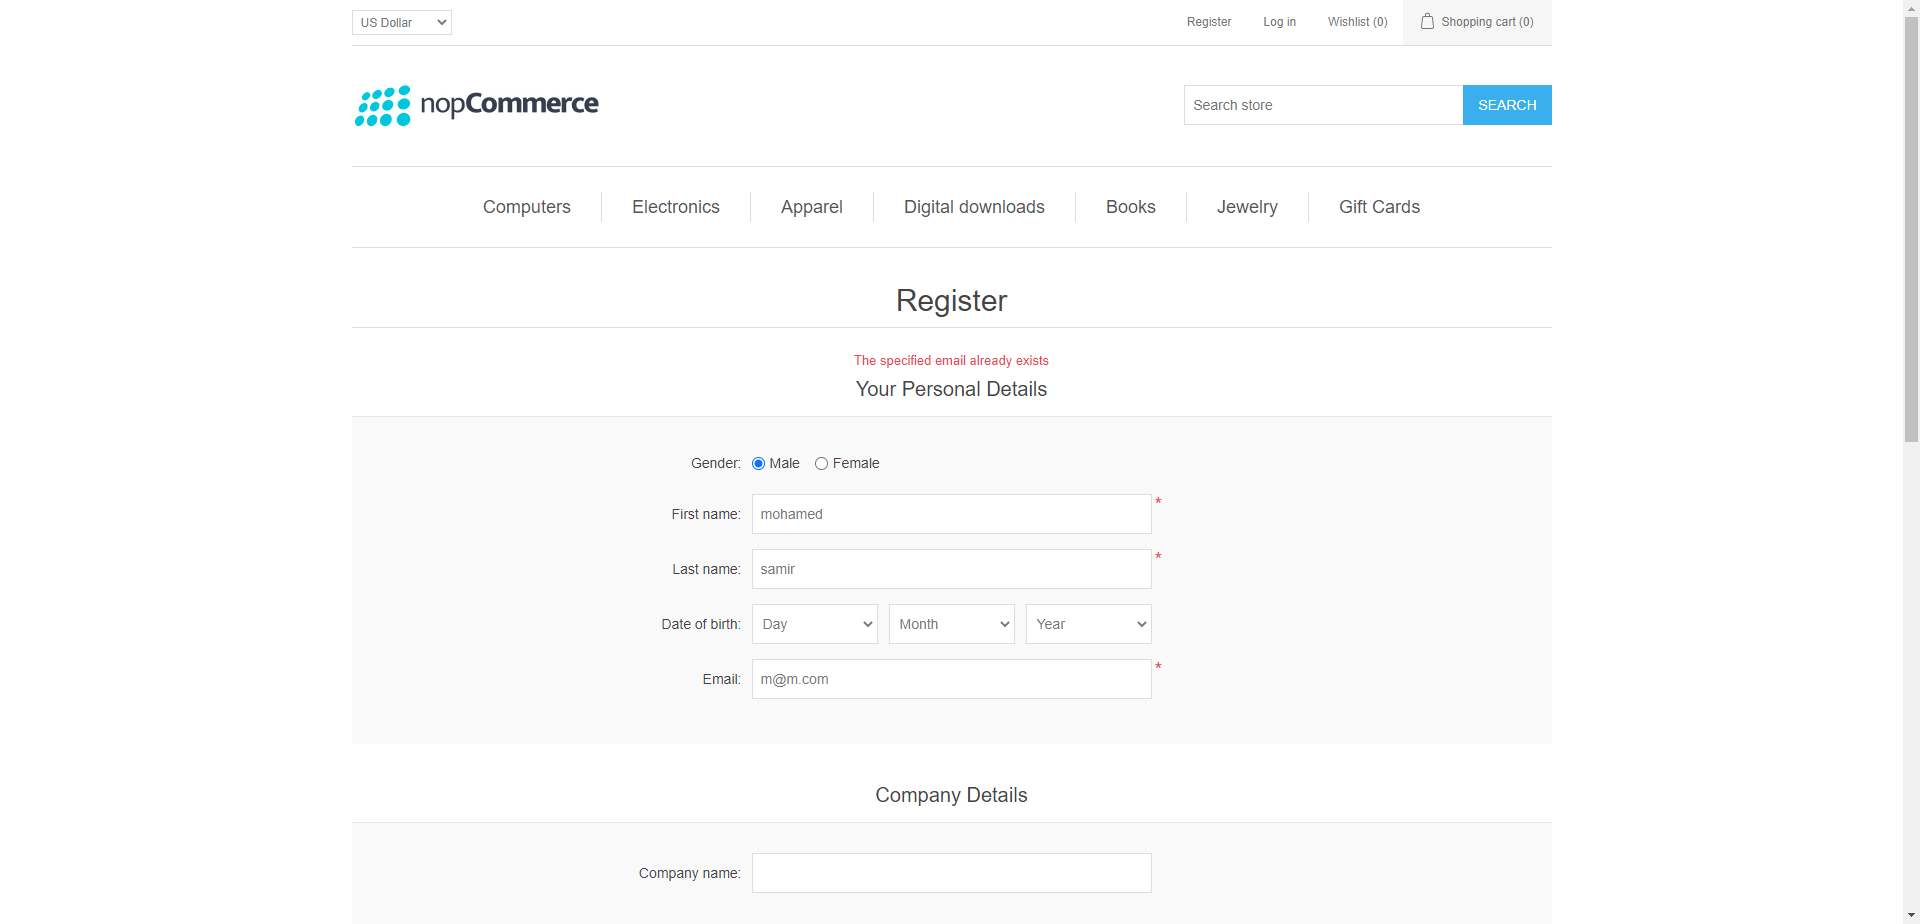 US Dollar
Register Log in Wishlist (0) Shopping cart (0)
nopCommerce
Search store SEARCH
Computers Electronics Apparel Digital downloads Books Jewelry Gift Cards
Register
The specified email already exists
Your Personal Details
Gender: Male Female
First name: mohamed *
Last name: samir *
Date of birth: Day Month Year
Email: m@m.com *
Company Details
Company name: